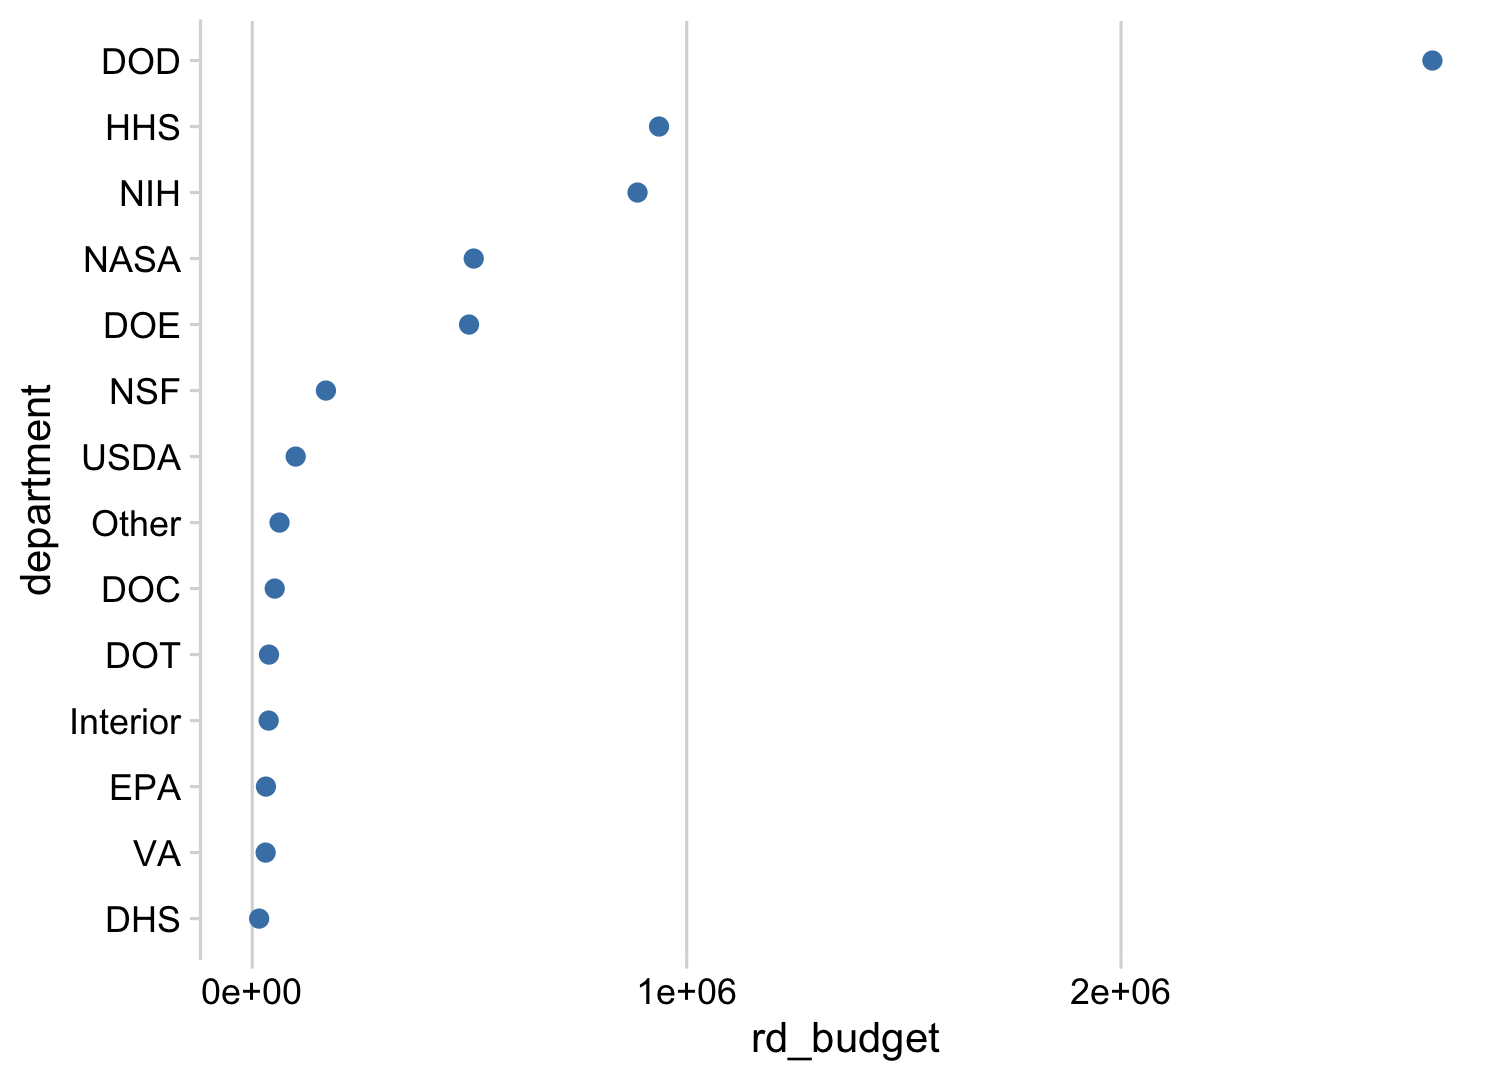 DOD
HHS
NIH
NASA
DOE
NSF
USDA
Other
DOC
DOT
Interior
EPA
VA
DHS
department
0e+00 1e+06 2e+06
rd_budget